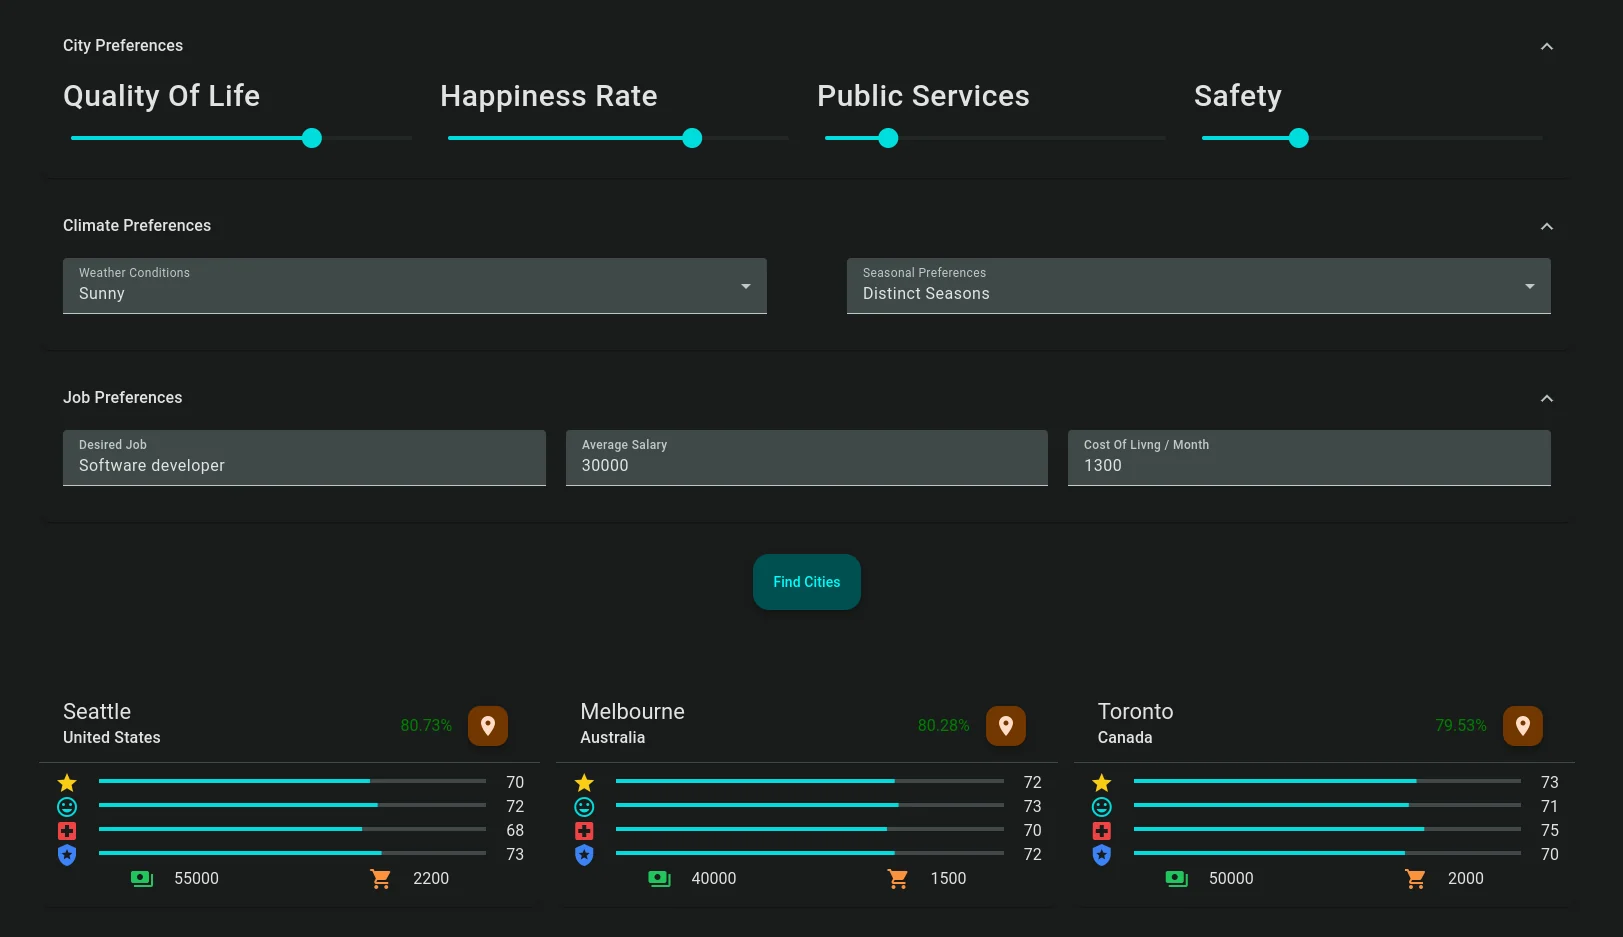 City Preferences
Quality Of Life Happiness Rate Public Services Safety
Climate Preferences
Weather Conditions Seasonal Preferences
Sunny Distinct Seasons
Job Preferences
Desired Job Average Salary Cost Of Livng / Month
Software developer 30000 1300
Find Cities
Seattle
United States
80.73%
70
72
68
73
55000 2200
Melbourne
Australia
80.28%
72
73
70
72
40000 1500
Toronto
Canada
79.53%
73
71
75
70
50000 2000